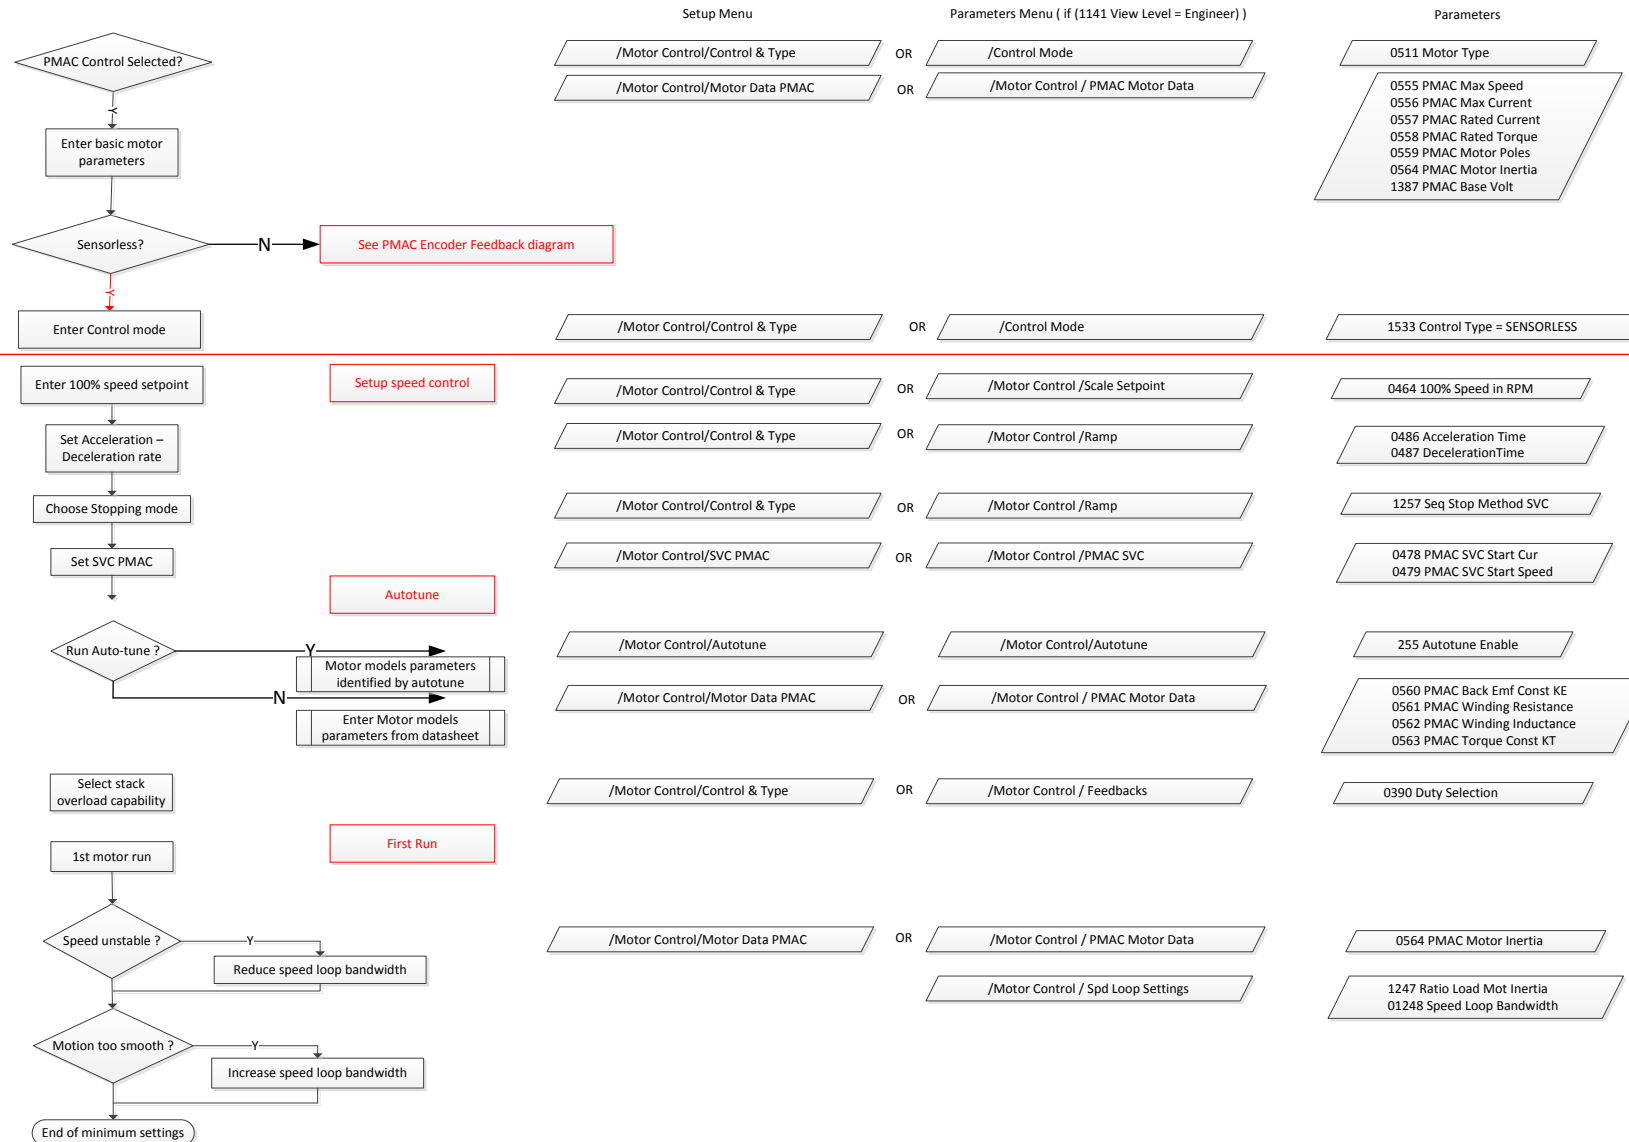 Setup Menu
Parameters Menu ( if (1141 View Level = Engineer) )
Parameters
PMAC Control Selected?
/Motor Control/Control & Type
OR
/Control Mode
0511 Motor Type
/Motor Control/Motor Data PMAC
OR
/Motor Control / PMAC Motor Data
0555 PMAC Max Speed
0556 PMAC Max Current
0557 PMAC Rated Current
0558 PMAC Rated Torque
0559 PMAC Motor Poles
0564 PMAC Motor Inertia
1387 PMAC Base Volt
Y
Enter basic motor
parameters
Sensorless?
N
See PMAC Encoder Feedback diagram
Y
Enter Control mode
/Motor Control/Control & Type
OR
/Control Mode
1533 Control Type = SENSORLESS
Enter 100% speed setpoint
Setup speed control
/Motor Control/Control & Type
OR
/Motor Control /Scale Setpoint
0464 100% Speed in RPM
Set Acceleration –
Deceleration rate
/Motor Control/Control & Type
OR
/Motor Control /Ramp
0486 Acceleration Time
0487 DecelerationTime
Choose Stopping mode
/Motor Control/Control & Type
OR
/Motor Control /Ramp
1257 Seq Stop Method SVC
Set SVC PMAC
/Motor Control/SVC PMAC
OR
/Motor Control /PMAC SVC
0478 PMAC SVC Start Cur
0479 PMAC SVC Start Speed
Autotune
Run Auto-tune ?
Y
Motor models parameters
identified by autotune
/Motor Control/Autotune
/Motor Control/Autotune
255 Autotune Enable
N
Enter Motor models
parameters from datasheet
/Motor Control/Motor Data PMAC
OR
/Motor Control / PMAC Motor Data
0560 PMAC Back Emf Const KE
0561 PMAC Winding Resistance
0562 PMAC Winding Inductance
0563 PMAC Torque Const KT
Select stack
overload capability
/Motor Control/Control & Type
OR
/Motor Control / Feedbacks
0390 Duty Selection
First Run
1st motor run
Speed unstable ?
Y
Reduce speed loop bandwidth
/Motor Control/Motor Data PMAC
OR
/Motor Control / PMAC Motor Data
0564 PMAC Motor Inertia
/Motor Control / Spd Loop Settings
1247 Ratio Load Mot Inertia
01248 Speed Loop Bandwidth
Motion too smooth ?
Y
Increase speed loop bandwidth
End of minimum settings